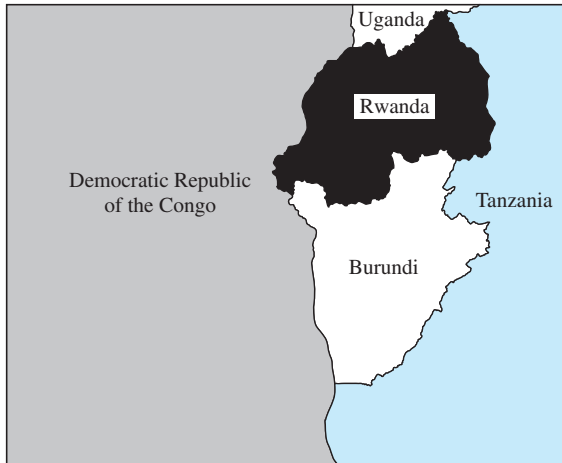 Uganda
Rwanda
Democratic Republic
of the Congo
Tanzania
Burundi